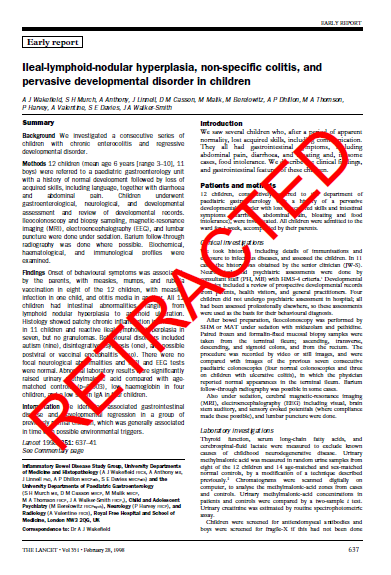 EARLY REPORT
Early report
Ileal-lymphoid-nodular hyperplasia, non-specific colitis, and
pervasive developmental disorder in children
A J Wakefield, S H Murch, A Anthony, J Linnell, D M Casson, M Malik, M Berelowitz, A P Dhillon, M A Thomson,
P Harvey, A Valentine, S E Davies, J A Walker-Smith
Summary
Background We investigated a consecutive series of
children with chronic enterocolitis and regressive
developmental disorder.
Methods 12 children (mean age 6 years [range 3–10], 11
boys) were referred to a paediatric gastroenterology unit
with a history of normal development followed by loss of
acquired skills, including language, together with diarrhoea
and abdominal pain. Children underwent
gastroenterological, neurological, and developmental
assessment and review of developmental records.
Ileocolonoscopy and biopsy sampling, magnetic-resonance
imaging (MRI), electroencephalography (EEG), and lumbar
puncture were done under sedation. Barium follow-through
radiography was done where possible. Biochemical,
haematological, and immunological profiles were
examined.
Findings Onset of behavioural symptoms was
by the parents, with measles, mumps, and
vaccination in eight of the 12 children, with
infection in one child, and otitis media in All 12
children had intestinal
lymphoid nodular hyperplasia to
Histology showed patchy chronic
in 11 children and reactive ileal in
seven, but no granulomas. disorders included
autism (nine), disintegrative possible
postviral or vaccinal There were no
focal neurological and EEG tests
were normal. Abnormal laboratory results were significantly
raised urinary acid compared with age-
matched low haemoglobin in four
children, and low serum IgA in four children.
Interpretation We identified associated gastrointestinal
disease and developmental regression in a group of
previously normal children, which was generally associated
in time with possible environmental triggers.
Lancet 1998; 351: 637–41
See Commentary page
Inflammatory Bowel Disease Study Group, University Departments
of Medicine and Histopathology (A J Wakefield FRCS, A Anthony MB,
J Linnell PhD, A P Dhillon MRCPath, S E Davies MRCPath) and the
University Departments of Paediatric Gastroenterology
(S H Murch MB, D M Casson MRCP, M Malik MRCP,
M A Thomson FRCP, J A Walker-Smith FRCP,), Child and Adolescent
Psychiatry (M Berelowitz FRCPsych), Neurology (P Harvey FRCP), and
Radiology (A Valentine FRCR), Royal Free Hospital and School of
Medicine, London NW3 2QG, UK
Correspondence to: Dr A J Wakefield
Introduction
We saw several children who, after a period of apparent
normality, lost acquired skills, including communication.
They all had gastrointestinal symptoms, including
abdominal pain, diarrhoea, and bloating and, in some
cases, food intolerance. We describe the clinical findings,
and gastrointestinal features of these children.
Patients and methods
12 children, consecutively referred to the department of
paediatric gastroenterology with a history of a pervasive
developmental disorder with loss of acquired skills and intestinal
symptoms (diarrhoea, abdominal pain, bloating and food
intolerance), were investigated. All children were admitted to the
ward for 1 week, accompanied by their parents.
Clinical investigations
We took histories, including details of immunisations and
exposure to infectious diseases, and assessed the children. In 11
cases the history was obtained by the senior clinician (JW-S).
Neurological and psychiatric assessments were done by
consultant staff (PH, MB) with HMS-4 criteria. Developmental
histories included a review of prospective developmental records
from parents, health visitors, and general practitioners. Four
children did not undergo psychiatric assessment in hospital; all
had been assessed professionally elsewhere, so these assessments
were used as the basis for their behavioural diagnosis.
After bowel preparation, ileocolonoscopy was performed by
SHM or MAT under sedation with midazolam and pethidine.
Paired frozen and formalin-fixed mucosal biopsy samples were
taken from the terminal ileum; ascending, transverse,
descending, and sigmoid colons, and from the rectum. The
procedure was recorded by video or still images, and were
compared with images of the previous seven consecutive
paediatric colonoscopies (four normal colonoscopies and three
on children with ulcerative colitis), in which the physician
reported normal appearances in the terminal ileum. Barium
follow-through radiography was possible in some cases.
Also under sedation, cerebral magnetic-resonance imaging
(MRI), electroencephalography (EEG) including visual, brain
stem auditory, and sensory evoked potentials (where compliance
made these possible), and lumbar puncture were done.
Laboratory investigations
Thyroid function, serum long-chain fatty acids, and
cerebrospinal-fluid lactate were measured to exclude known
causes of childhood neurodegenerative disease. Urinary
methylmalonic acid was measured in random urine samples from
eight of the 12 children and 14 age-matched and sex-matched
normal controls, by a modification of a technique described
previously. Chromatograms were scanned digitally on
computer, to analyse the methylmalonic-acid zones from cases
and controls. Urinary methylmalonic-acid concentrations in
patients and controls were compared by a two-sample t test.
Urinary creatinine was estimated by routine spectrophotometric
assay.
Children were screened for antiendomyseal antibodies and
boys were screened for fragile-X if this had not been done
THE LANCET • Vol 351 • February 28, 1998
637
RETRACTED